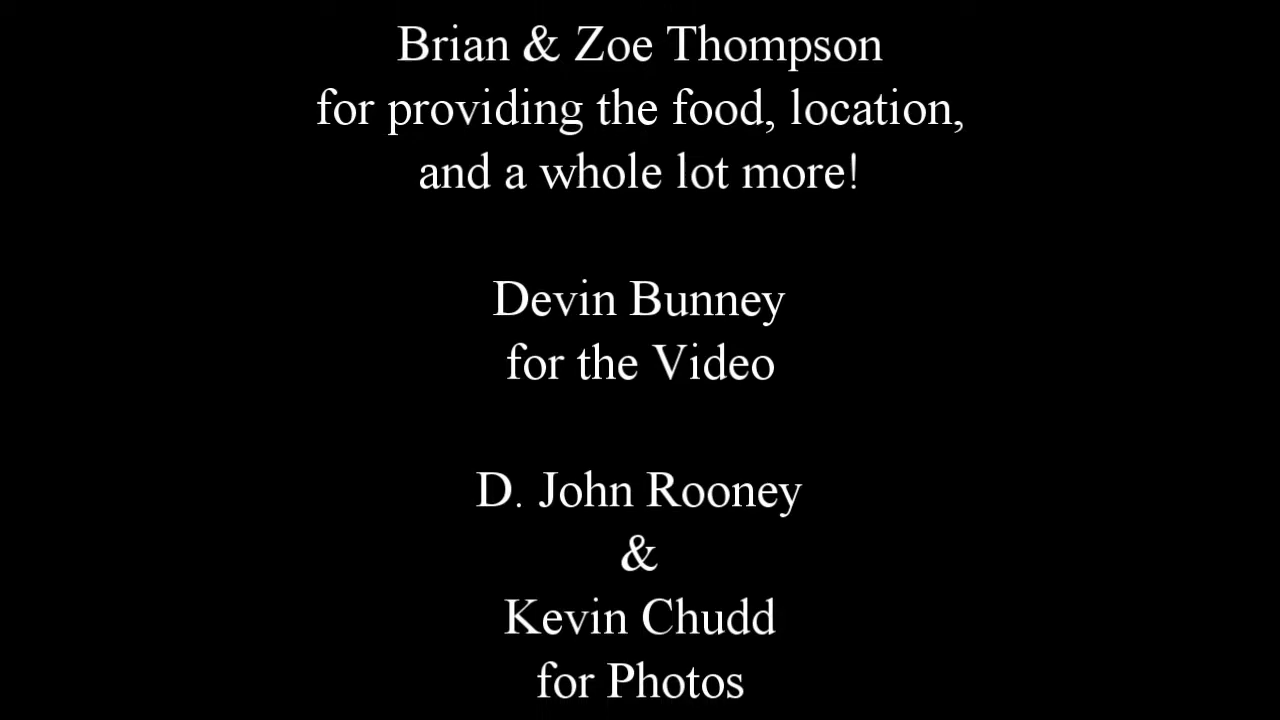 Brian & Zoe Thompson
for providing the food, location,
and a whole lot more!
Devin Bunney
for the Video
D. John Rooney
&
Kevin Chudd
for Photos